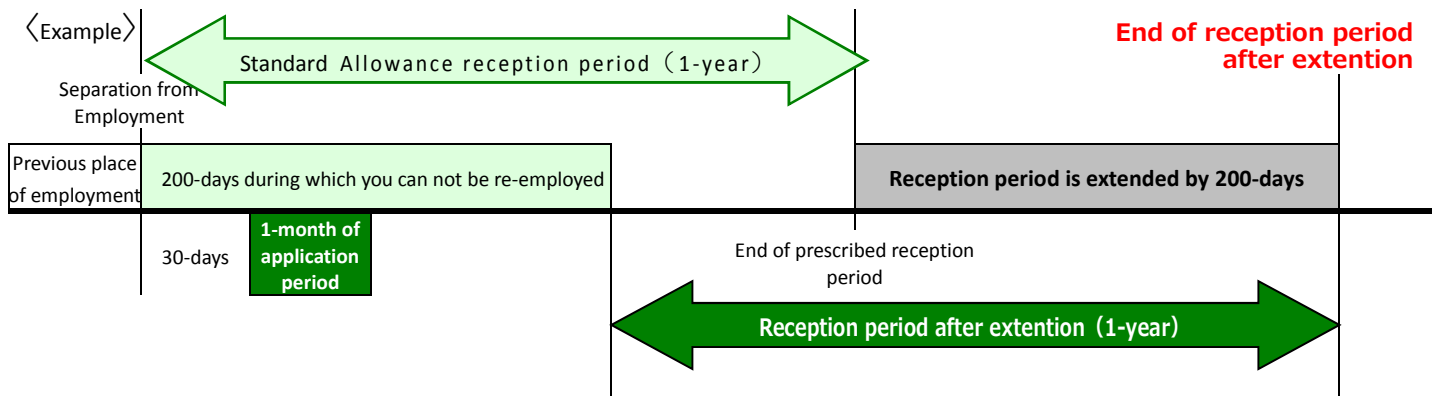 〈Example〉
Standard Allowance reception period（1-year）
End of reception period
after extention
Separation from
Employment
Previous place
of employment
200-days during which you can not be re-employed
Reception period is extended by 200-days
30-days
1-month of
application
period
End of prescribed reception
period
Reception period after extention（1-year）